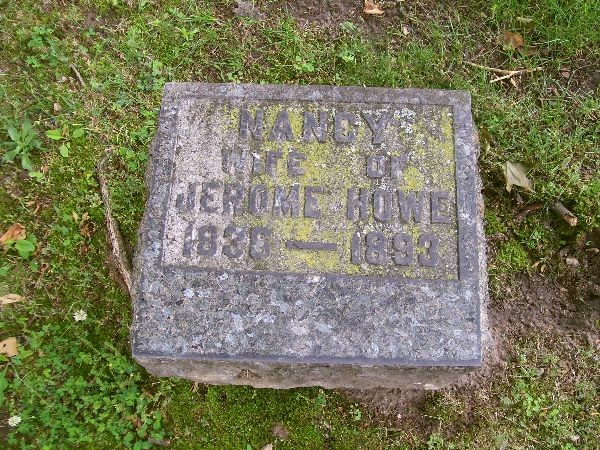 NANCY
WIFE OF
JEROME HOWE
1838 — 1893